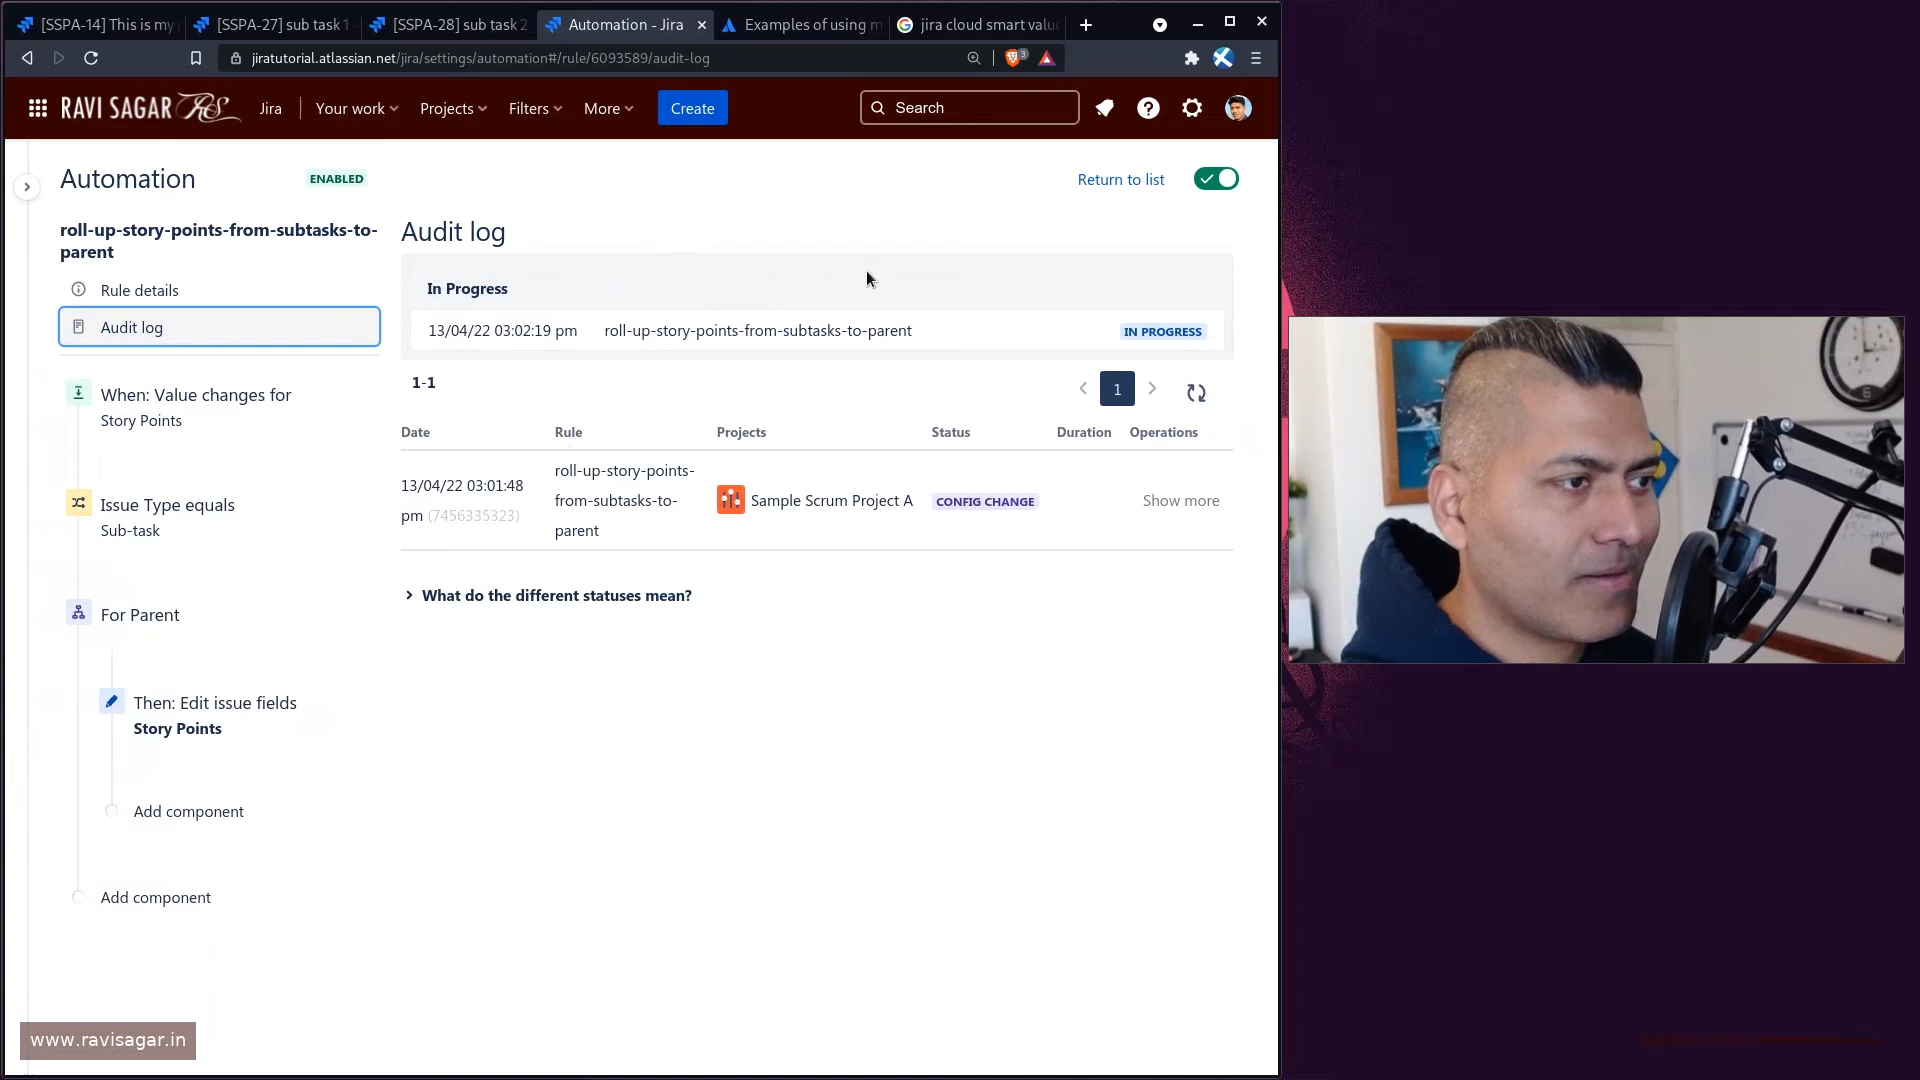 [SSPA-14] This is my
[SSPA-27] sub task 1
[SSPA-28] sub task 2
Automation - Jira
Examples of using m
jira cloud smart valu
jiratutorial.atlassian.net/jira/settings/automation#/rule/6093589/audit-log
3
RAVI SAGAR RS
Jira
Your work
Projects
Filters
More
Create
Search
Automation
ENABLED
Return to list
roll-up-story-points-from-subtasks-to-
parent
Rule details
Audit log
When: Value changes for
Story Points
Issue Type equals
Sub-task
For Parent
Then: Edit issue fields
Story Points
Add component
Add component
Audit log
In Progress
13/04/22 03:02:19 pm roll-up-story-points-from-subtasks-to-parent IN PROGRESS
1-1
1
Date Rule Projects Status Duration Operations
13/04/22 03:01:48
pm (7456335323)
roll-up-story-points-
from-subtasks-to-
parent
Sample Scrum Project A
CONFIG CHANGE
Show more
What do the different statuses mean?
www.ravisagar.in